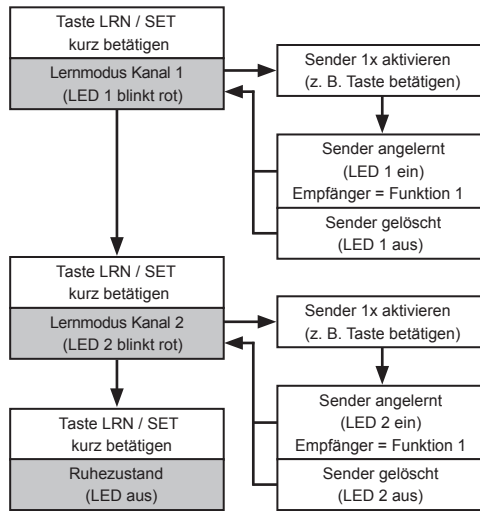 Taste LRN / SET
kurz betätigen
Lernmodus Kanal 1
(LED 1 blinkt rot)
Sender 1x aktivieren
(z. B. Taste betätigen)
Sender angelernt
(LED 1 ein)
Empfänger = Funktion 1
Sender gelöscht
(LED 1 aus)
Taste LRN / SET
kurz betätigen
Lernmodus Kanal 2
(LED 2 blinkt rot)
Sender 1x aktivieren
(z. B. Taste betätigen)
Sender angelernt
(LED 2 ein)
Empfänger = Funktion 1
Sender gelöscht
(LED 2 aus)
Taste LRN / SET
kurz betätigen
Ruhezustand
(LED aus)